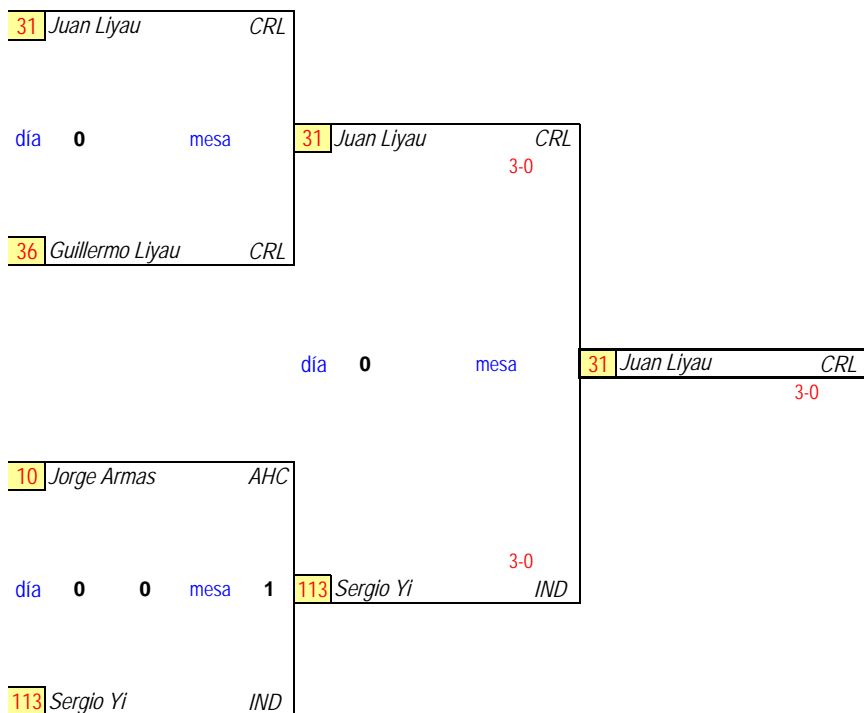 31 Juan Liyau CRL
día 0 mesa 31 Juan Liyau CRL
3-0
36 Guillermo Liyau CRL
día 0 mesa 31 Juan Liyau CRL
3-0
10 Jorge Armas AHC
3-0
día 0 0 mesa 1 113 Sergio Yi IND
113 Sergio Yi IND